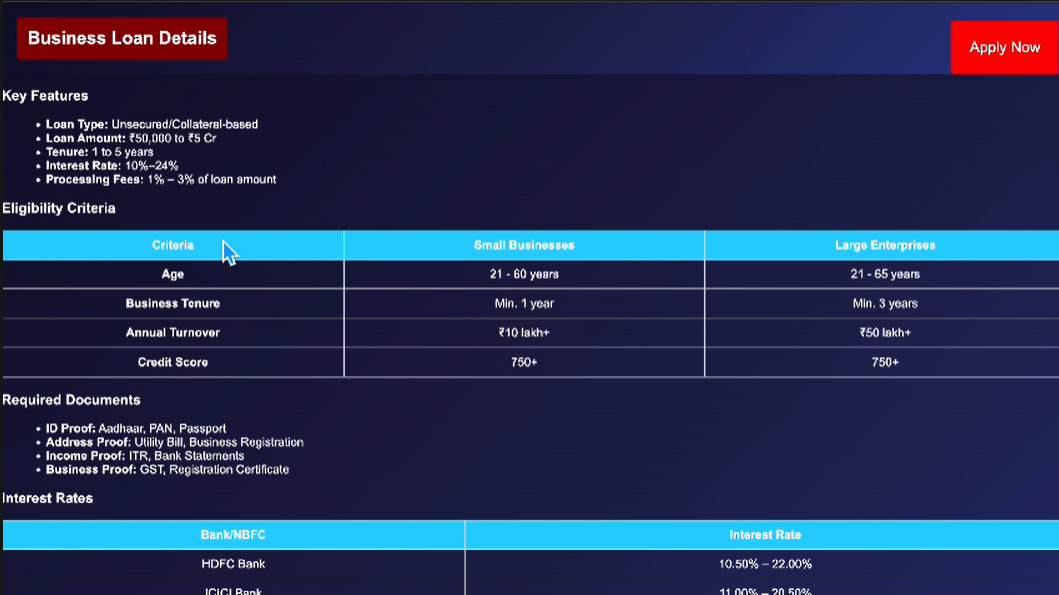 Business Loan Details
Apply Now
Key Features
• Loan Type: Unsecured/Collateral-based
• Loan Amount: ₹50,000 to ₹5 Cr
• Tenure: 1 to 5 years
• Interest Rate: 10%–24%
• Processing Fees: 1% – 3% of loan amount
Eligibility Criteria
Criteria Small Businesses Large Enterprises
Age 21 - 60 years 21 - 65 years
Business Tenure Min. 1 year Min. 3 years
Annual Turnover ₹10 lakh+ ₹50 lakh+
Credit Score 750+ 750+
Required Documents
• ID Proof: Aadhaar, PAN, Passport
• Address Proof: Utility Bill, Business Registration
• Income Proof: ITR, Bank Statements
• Business Proof: GST, Registration Certificate
Interest Rates
Bank/NBFC Interest Rate
HDFC Bank 10.50% – 22.00%
ICICI Bank 11.00% – 20.50%